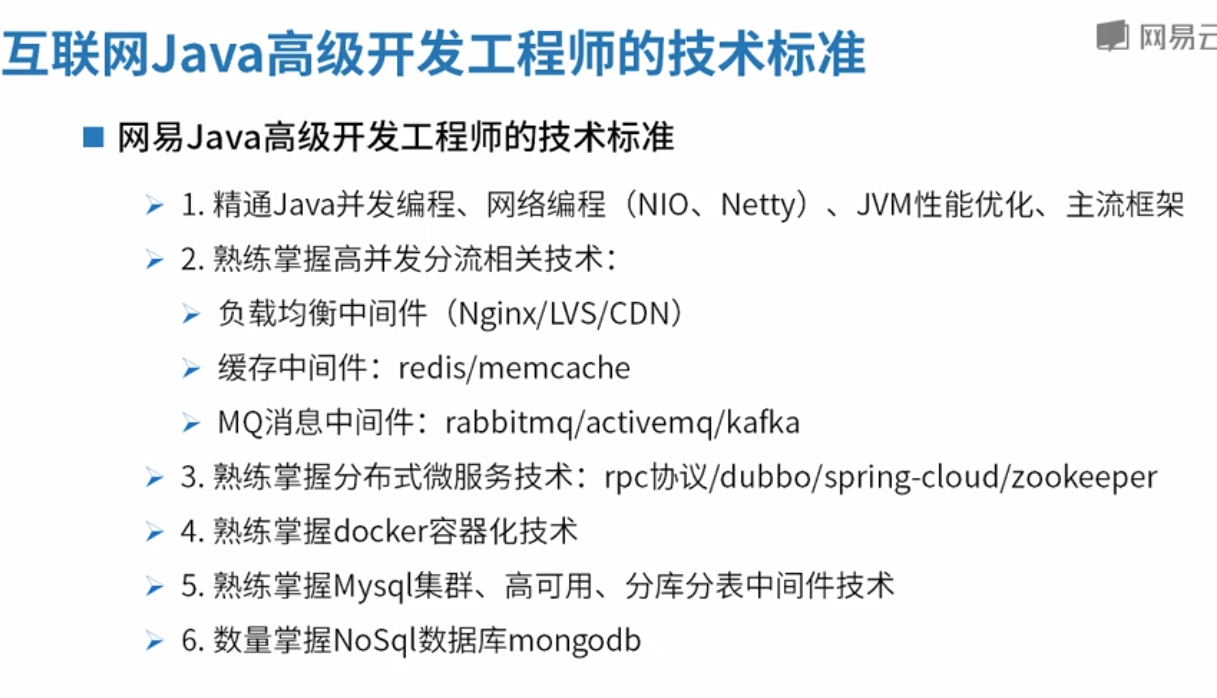 互联网Java高级开发工程师的技术标准
网易云
网易Java高级开发工程师的技术标准
1. 精通Java并发编程、网络编程（NIO、Netty）、JVM性能优化、主流框架
2. 熟练掌握高并发分流相关技术：
负载均衡中间件（Nginx/LVS/CDN）
缓存中间件：redis/memcache
MQ消息中间件：rabbitmq/activemq/kafka
3. 熟练掌握分布式微服务技术：rpc协议/dubbo/spring-cloud/zookeeper
4. 熟练掌握docker容器化技术
5. 熟练掌握Mysql集群、高可用、分库分表中间件技术
6. 数量掌握NoSql数据库mongodb